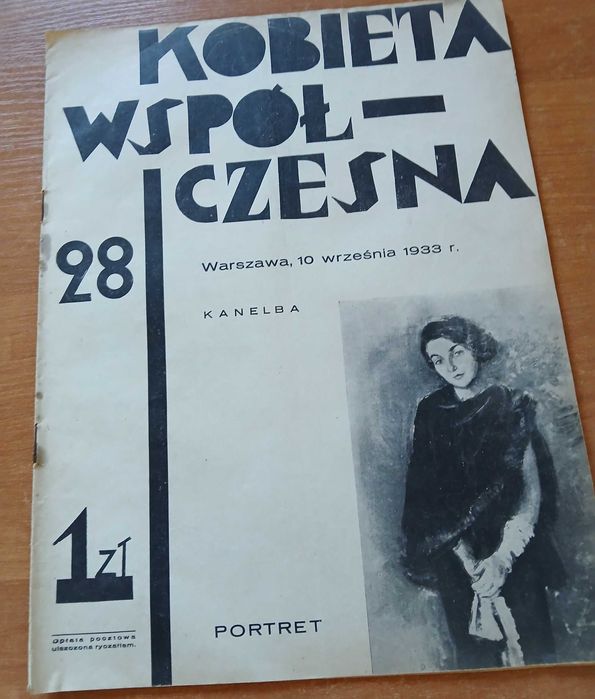 KOBIETA
WSPÓŁ—
CZESNA
28
Warszawa, 10 września 1933 r.
KANELBA
1 zł
PORTRET
Opłata pocztowa
uiszczona ryczałtem.